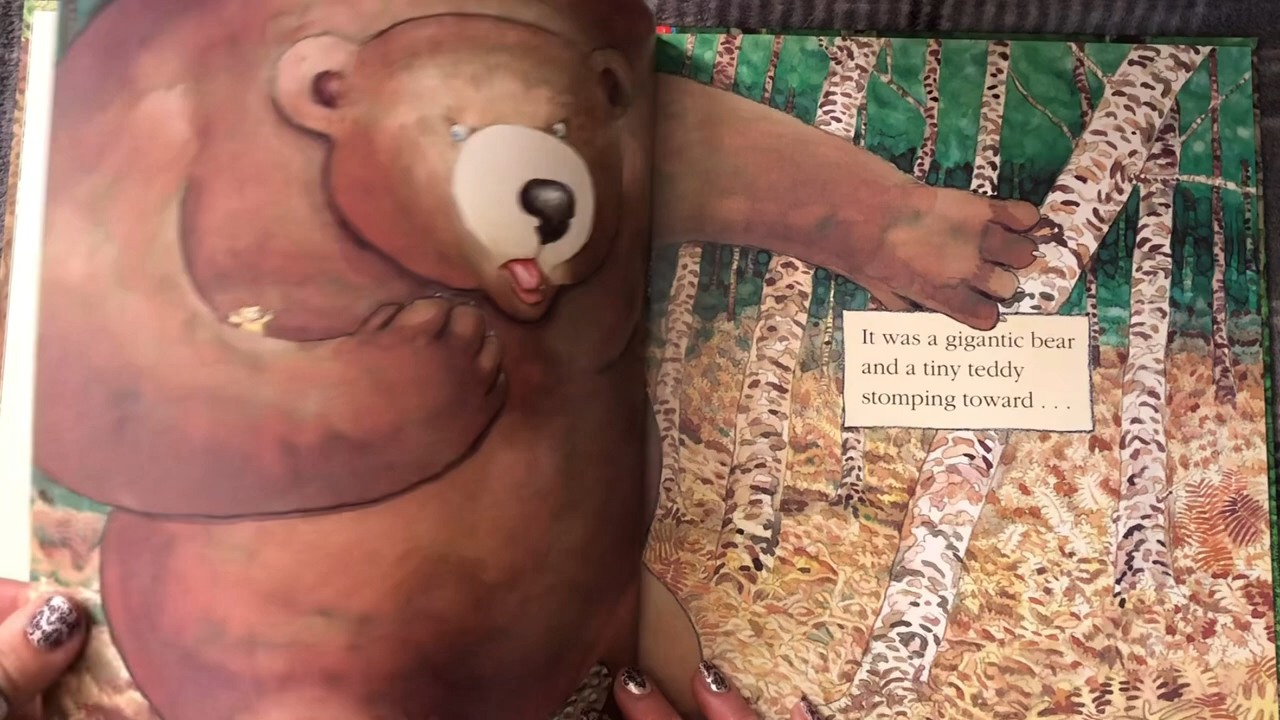 It was a gigantic bear
and a tiny teddy
stomping toward . . .